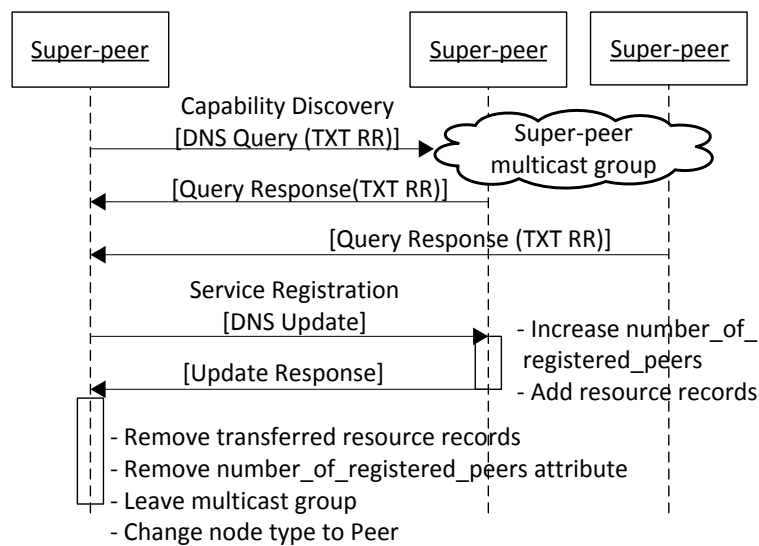 Super-peer
Super-peer
Super-peer
Capability Discovery
[DNS Query (TXT RR)]
Super-peer
multicast group
[Query Response(TXT RR)]
[Query Response (TXT RR)]
Service Registration
[DNS Update]
- Increase number_of_
registered_peers
- Add resource records
[Update Response]
- Remove transferred resource records
- Remove number_of_registered_peers attribute
- Leave multicast group
- Change node type to Peer